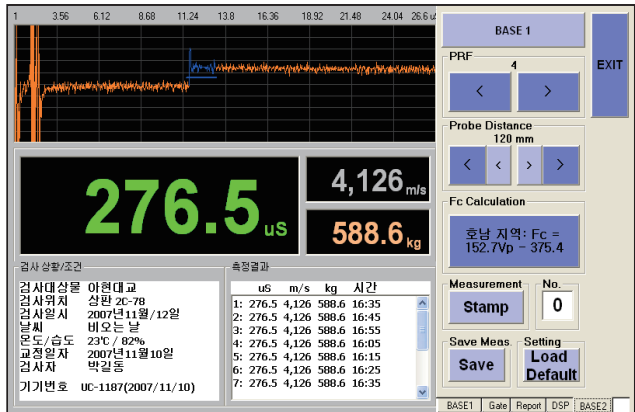 1 3.56 6.12 8.68 11.24 13.8 16.36 18.92 21.48 24.04 26.6
276.5 uS
4,126 m/s
588.6 kg
검사 상황/조건
검사대상물 아현대교
검사위치 상판 2C-78
검사일시 2007년11월/12일
날씨 비오는 날
온도/습도 23℃ / 82%
교정일자 2007년11월10일
검사자 박길동
기기번호 UC-1187(2007/11/10)
측정결과
uS m/s kg 시간
1: 276.5 4,126 588.6 16:35
2: 276.5 4,126 588.6 16:45
3: 276.5 4,126 588.6 16:55
4: 276.5 4,126 588.6 16:05
5: 276.5 4,126 588.6 16:15
6: 276.5 4,126 588.6 16:25
7: 276.5 4,126 588.6 16:35
BASE 1
EXIT
PRF
4
< >
Probe Distance
120 mm
< < > >
Fc Calculation
호남 지역: Fc =
152.7Vp - 375.4
Measurement No.
Stamp 0
Save Meas. Setting
Save Load
Default
BASE1 Gate Report DSP BASE2